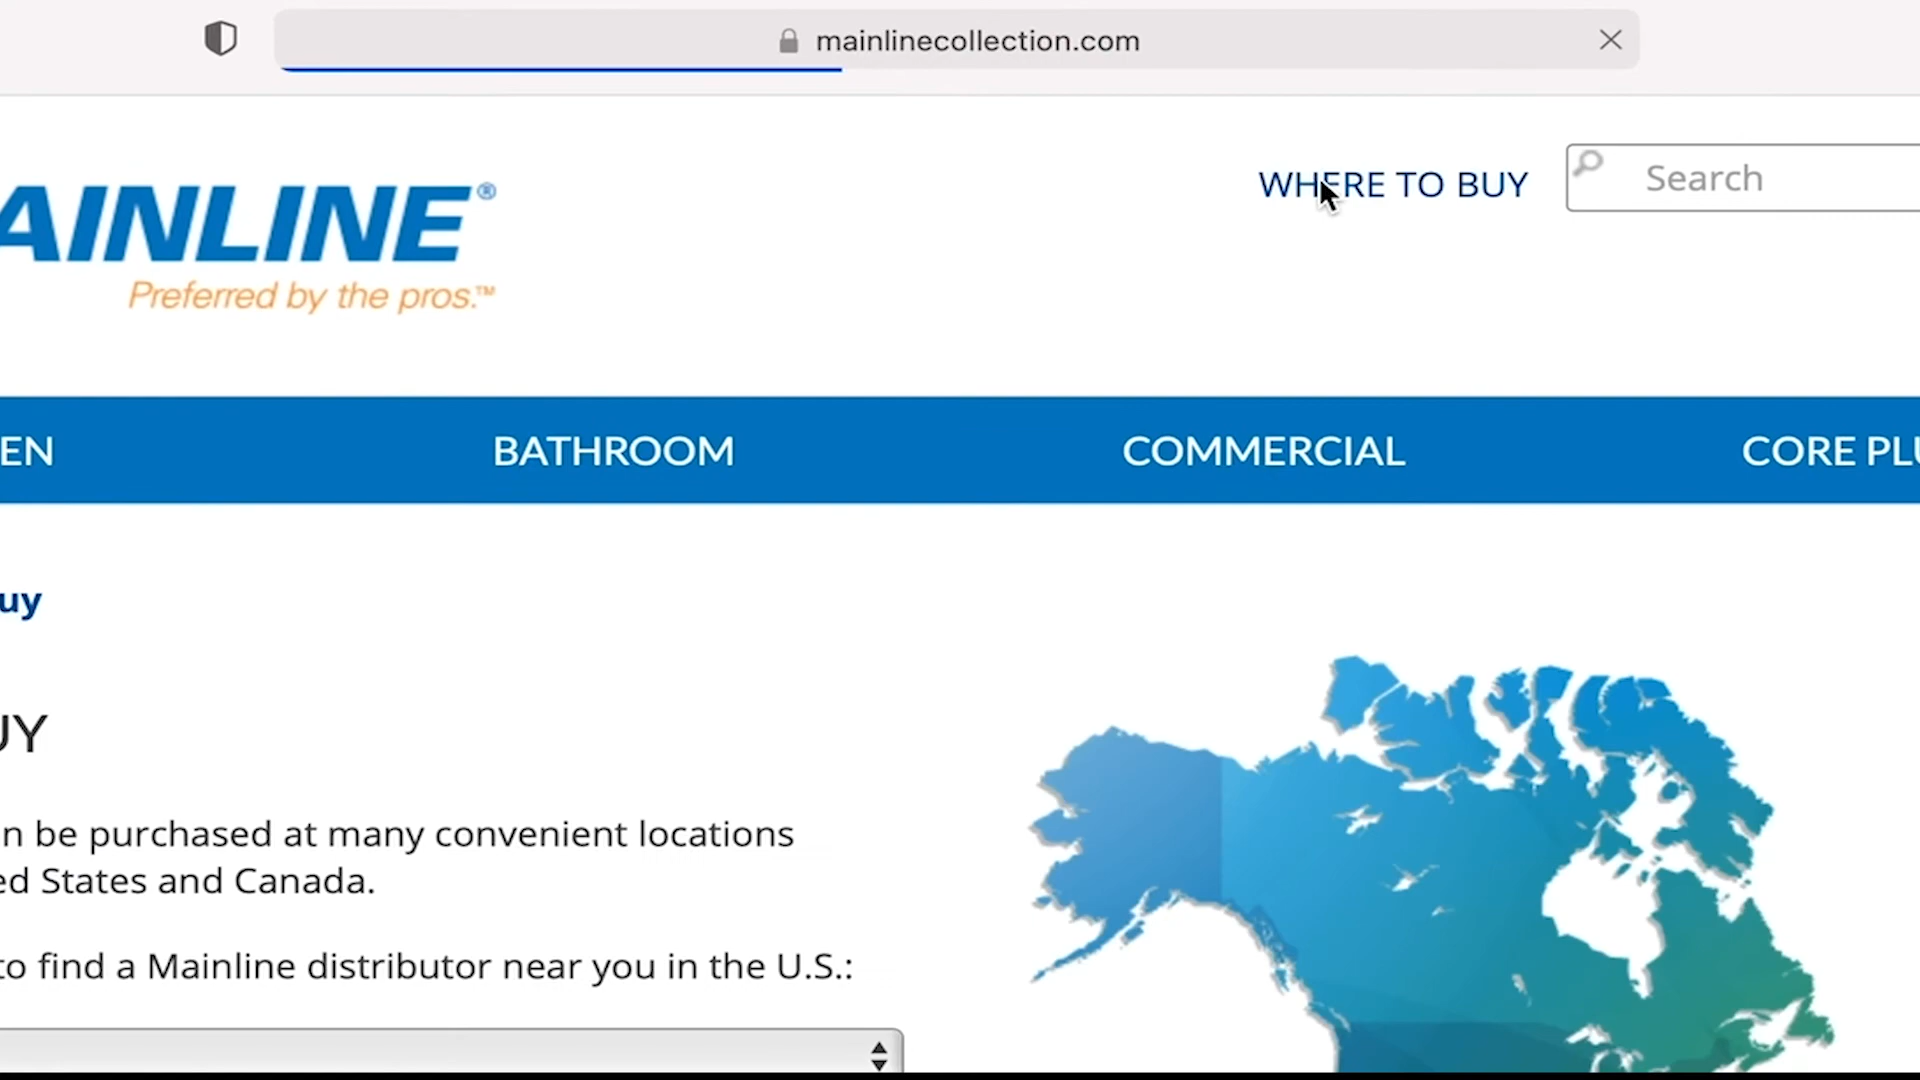 mainlinecollection.com
WHERE TO BUY
Search
AINLINE®
Preferred by the pros.™
EN
BATHROOM
COMMERCIAL
CORE PLU
uy
UY
n be purchased at many convenient locations
ed States and Canada.
to find a Mainline distributor near you in the U.S.: